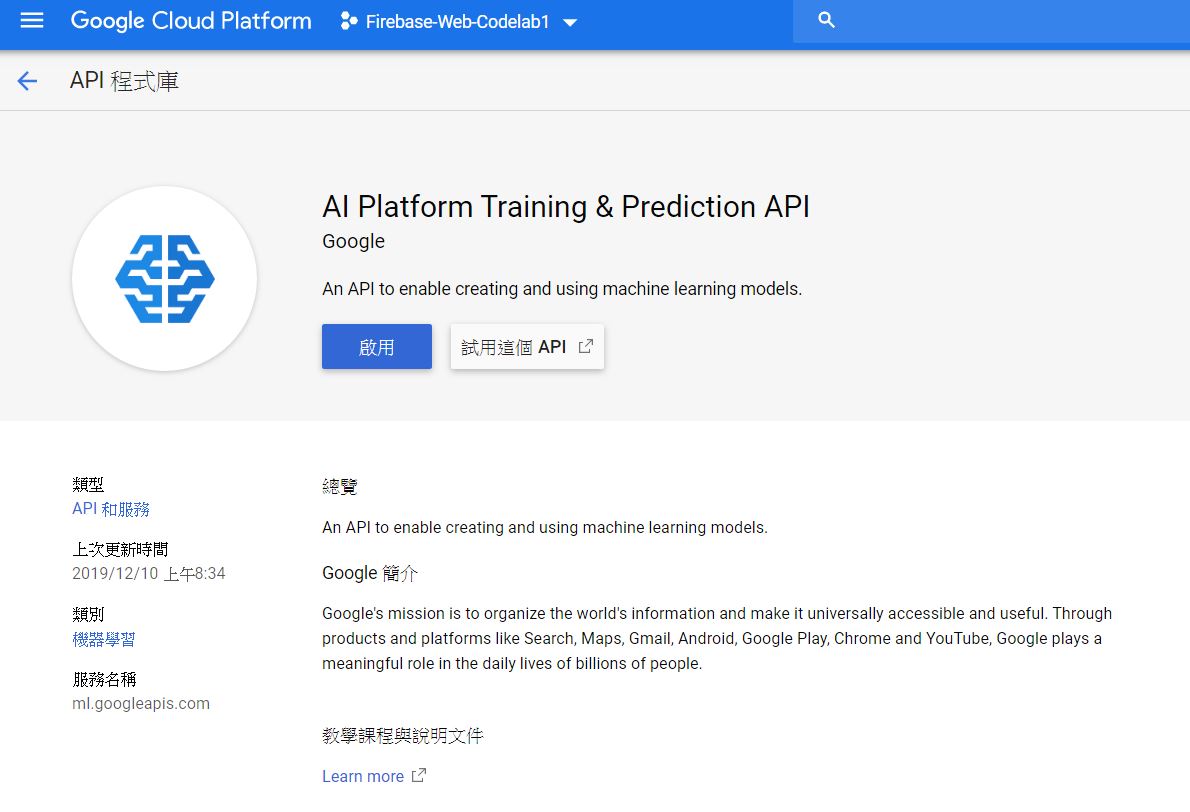 Google Cloud Platform
Firebase-Web-Codelab1
API 程式庫
AI Platform Training & Prediction API
Google
An API to enable creating and using machine learning models.
啟用
試用這個 API
類型
API 和服務
上次更新時間
2019/12/10 上午8:34
類別
機器學習
服務名稱
ml.googleapis.com
總覽
An API to enable creating and using machine learning models.
Google 簡介
Google's mission is to organize the world's information and make it universally accessible and useful. Through
products and platforms like Search, Maps, Gmail, Android, Google Play, Chrome and YouTube, Google plays a
meaningful role in the daily lives of billions of people.
教學課程與說明文件
Learn more